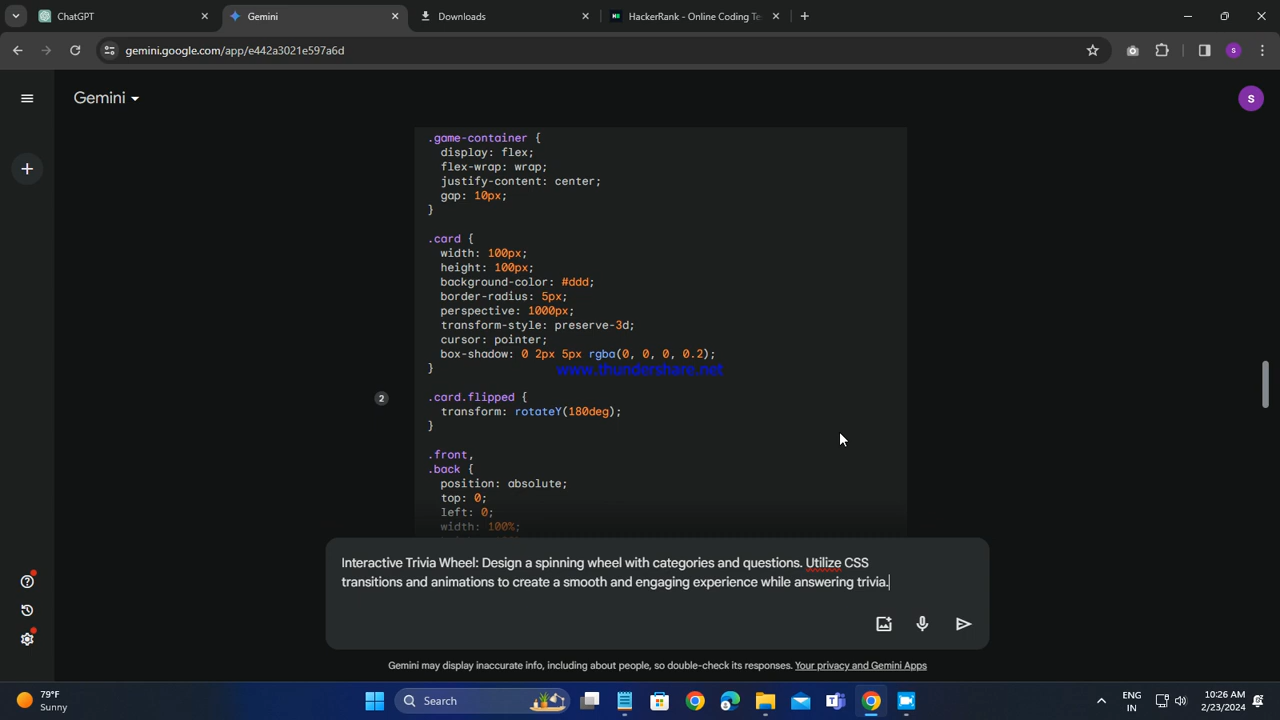 ChatGPT
Gemini
Downloads
HackerRank - Online Coding Te
gemini.google.com/app/e442a3021e597a6d
S
Gemini
S
.game-container {
display: flex;
flex-wrap: wrap;
justify-content: center;
gap: 10px;
}
.card {
width: 100px;
height: 100px;
background-color: #ddd;
border-radius: 5px;
perspective: 1000px;
transform-style: preserve-3d;
cursor: pointer;
box-shadow: 0 2px 5px rgba(0, 0, 0, 0.2);
}
www.thundershare.net
2
.card.flipped {
transform: rotateY(180deg);
}
.front,
.back {
position: absolute;
top: 0;
left: 0;
width: 100%;
Interactive Trivia Wheel: Design a spinning wheel with categories and questions. Utilize CSS
transitions and animations to create a smooth and engaging experience while answering trivia.
Gemini may display inaccurate info, including about people, so double-check its responses. Your privacy and Gemini Apps
79°F
Sunny
Search
ENG
IN
10:26 AM
2/23/2024